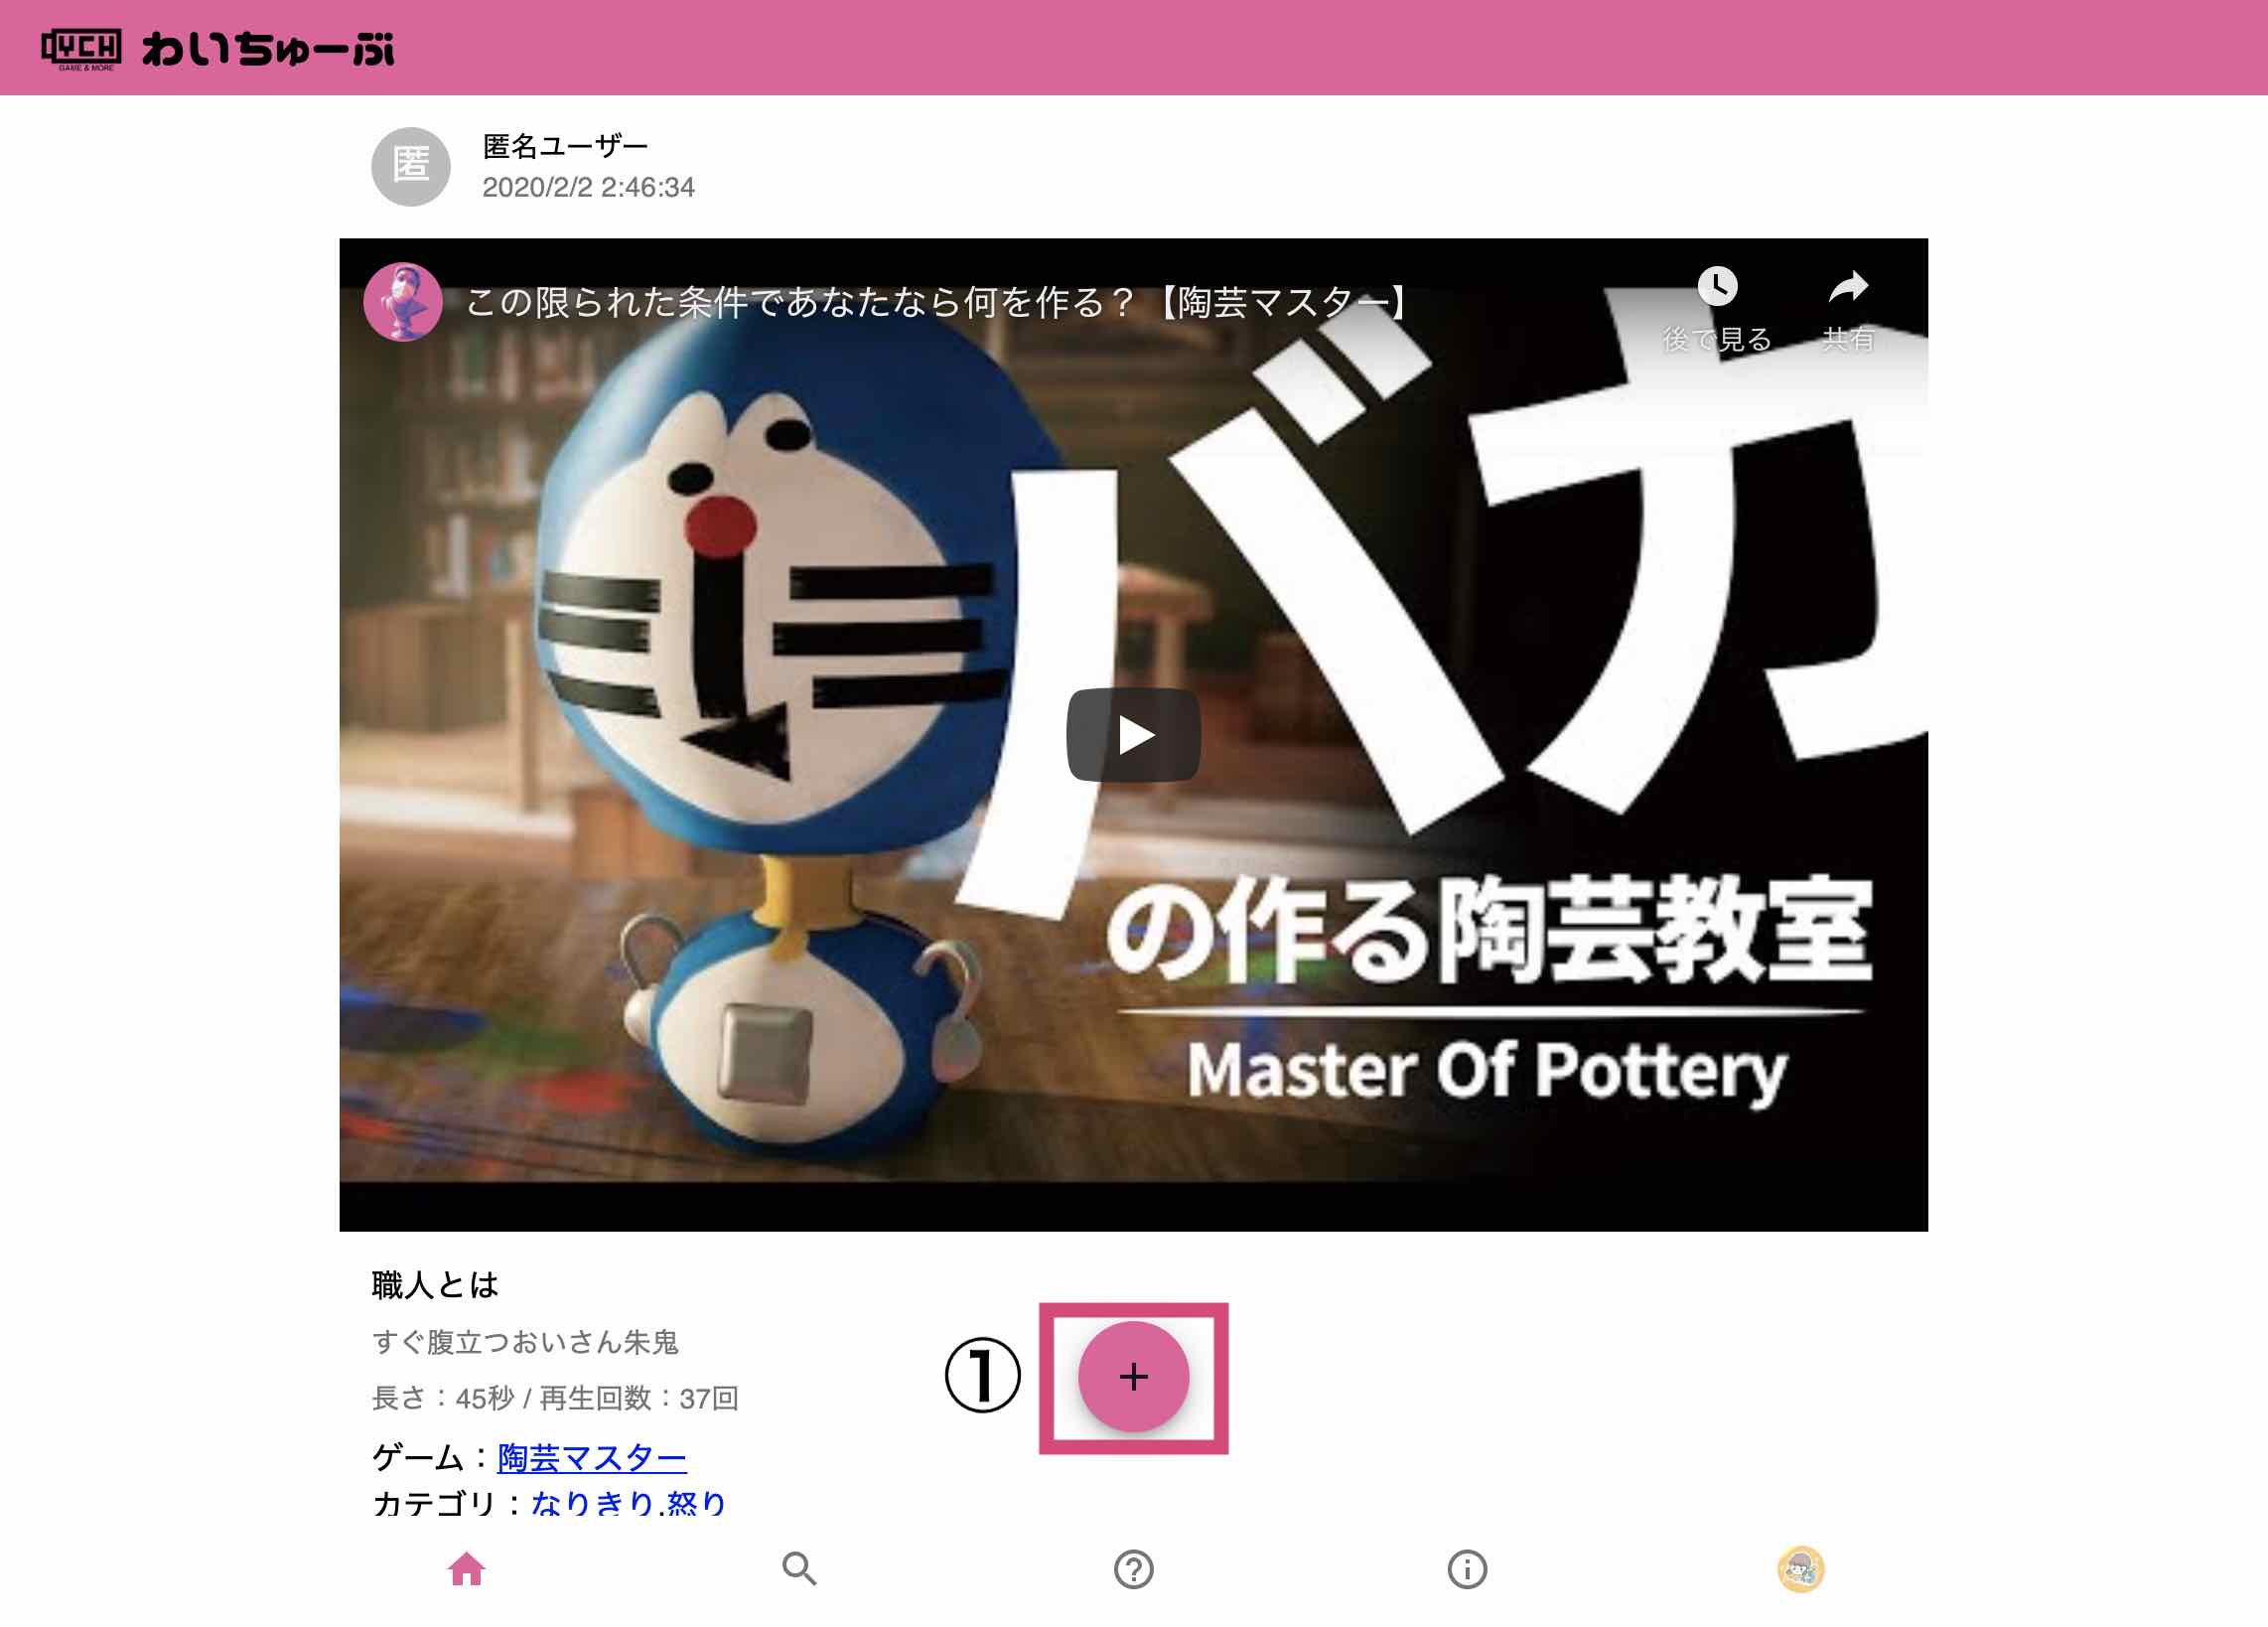 YCH
GAME & MORE
わいちゅーぶ
匿
匿名ユーザー
2020/2/2 2:46:34
この限られた条件であなたなら何を作る？【陶芸マスター】
後で見る
共有
バカ
の作る陶芸教室
Master Of Pottery
職人とは
すぐ腹立つおいさん朱鬼
長さ：45秒 / 再生回数：37回
①
+
ゲーム：陶芸マスター
カテゴリ：なりきり,怒り